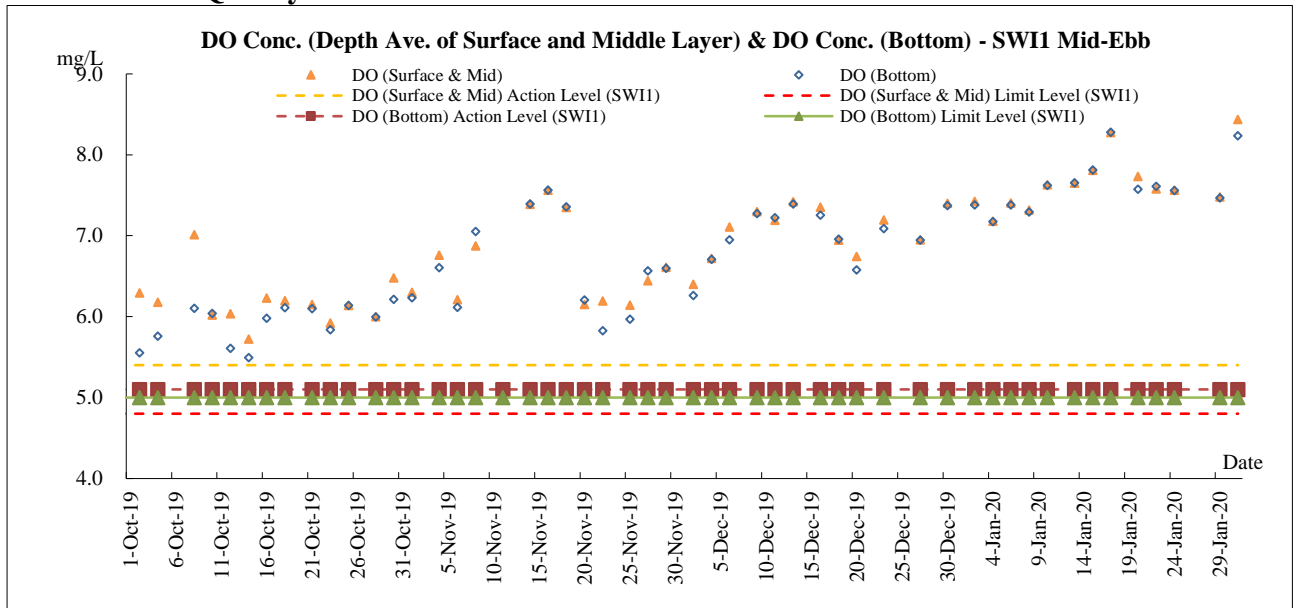 DO Conc. (Depth Ave. of Surface and Middle Layer) & DO Conc. (Bottom) - SWI1 Mid-Ebb
mg/L
DO (Surface & Mid)
DO (Bottom)
DO (Surface & Mid) Action Level (SWI1)
DO (Surface & Mid) Limit Level (SWI1)
DO (Bottom) Action Level (SWI1)
DO (Bottom) Limit Level (SWI1)
9.0
8.0
7.0
6.0
5.0
4.0
Date
1-Oct-19
6-Oct-19
11-Oct-19
16-Oct-19
21-Oct-19
26-Oct-19
31-Oct-19
5-Nov-19
10-Nov-19
15-Nov-19
20-Nov-19
25-Nov-19
30-Nov-19
5-Dec-19
10-Dec-19
15-Dec-19
20-Dec-19
25-Dec-19
30-Dec-19
4-Jan-20
9-Jan-20
14-Jan-20
19-Jan-20
24-Jan-20
29-Jan-20